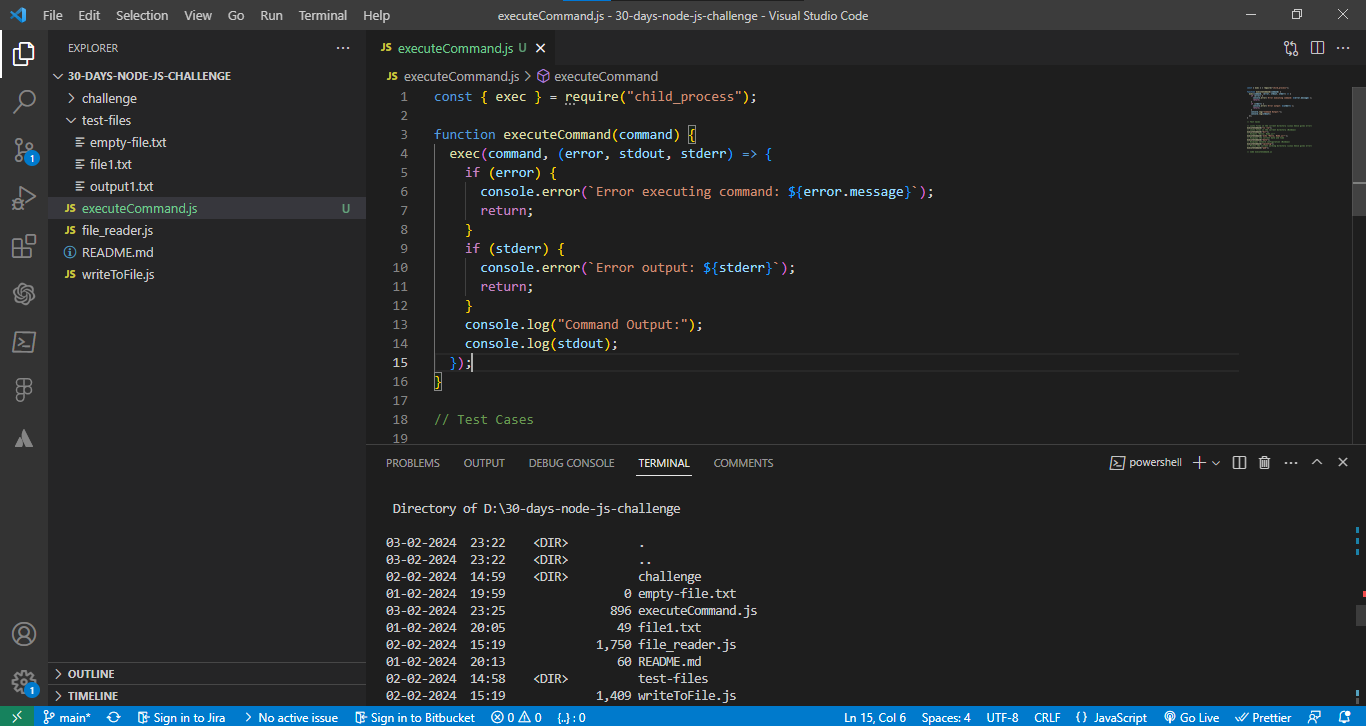 File Edit Selection View Go Run Terminal Help executeCommand.js - 30-days-node-js-challenge - Visual Studio Code
EXPLORER
30-DAYS-NODE-JS-CHALLENGE
challenge
test-files
empty-file.txt
file1.txt
output1.txt
JS executeCommand.js U
JS file_reader.js
README.md
JS writeToFile.js
OUTLINE
TIMELINE
1
1
JS executeCommand.js U
JS executeCommand.js > executeCommand
1 const { exec } = require("child_process");
2
3 function executeCommand(command) {
4 exec(command, (error, stdout, stderr) => {
5 if (error) {
6 console.error(`Error executing command: ${error.message}`);
7 return;
8 }
9 if (stderr) {
10 console.error(`Error output: ${stderr}`);
11 return;
12 }
13 console.log("Command Output:");
14 console.log(stdout);
15 });
16 }
17
18 // Test Cases
19
PROBLEMS OUTPUT DEBUG CONSOLE TERMINAL COMMENTS powershell
Directory of D:\30-days-node-js-challenge
03-02-2024 23:22 <DIR> .
03-02-2024 23:22 <DIR> ..
02-02-2024 14:59 <DIR> challenge
01-02-2024 19:59 0 empty-file.txt
03-02-2024 23:25 896 executeCommand.js
01-02-2024 20:05 49 file1.txt
02-02-2024 15:19 1,750 file_reader.js
01-02-2024 20:13 60 README.md
02-02-2024 14:58 <DIR> test-files
02-02-2024 15:19 1,409 writeToFile.js
main* Sign in to Jira No active issue Sign in to Bitbucket 0 0 {..} : 0 Ln 15, Col 6 Spaces: 4 UTF-8 CRLF {} JavaScript Go Live Prettier